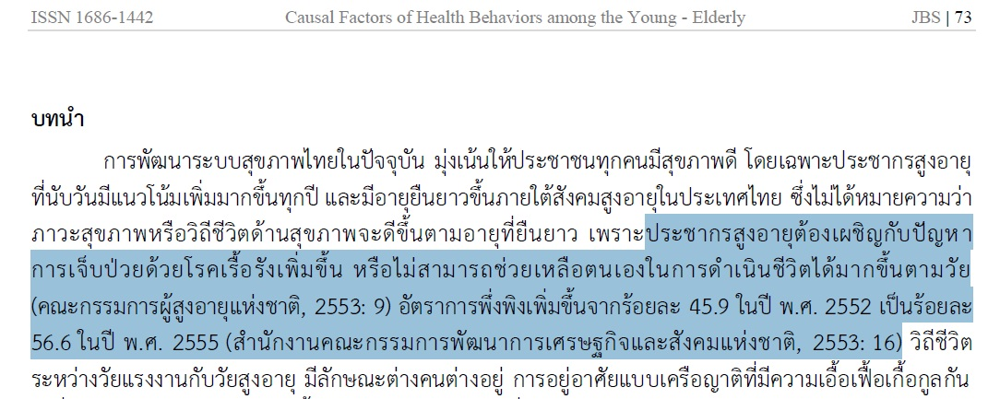 ISSN 1686-1442 Causal Factors of Health Behaviors among the Young - Elderly JBS | 73
บทนำ
การพัฒนาระบบสุขภาพไทยในปัจจุบัน มุ่งเน้นให้ประชาชนทุกคนมีสุขภาพดี โดยเฉพาะประชากรสูงอายุ
ที่นับวันมีแนวโน้มเพิ่มมากขึ้นทุกปี และมีอายุยืนยาวขึ้นภายใต้สังคมสูงอายุในประเทศไทย ซึ่งไม่ได้หมายความว่า
ภาวะสุขภาพหรือวิถีชีวิตด้านสุขภาพจะดีขึ้นตามอายุที่ยืนยาว เพราะประชากรสูงอายุต้องเผชิญกับปัญหา
การเจ็บป่วยด้วยโรคเรื้อรังเพิ่มขึ้น หรือไม่สามารถช่วยเหลือตนเองในการดำเนินชีวิตได้มากขึ้นตามวัย
(คณะกรรมการผู้สูงอายุแห่งชาติ, 2553: 9) อัตราการพึ่งพิงเพิ่มขึ้นจากร้อยละ 45.9 ในปี พ.ศ. 2552 เป็นร้อยละ
56.6 ในปี พ.ศ. 2555 (สำนักงานคณะกรรมการพัฒนาการเศรษฐกิจและสังคมแห่งชาติ, 2553: 16) วิถีชีวิต
ระหว่างวัยแรงงานกับวัยสูงอายุ มีลักษณะต่างคนต่างอยู่ การอยู่อาศัยแบบเครือญาติที่มีความเอื้อเฟื้อเกื้อกูลกัน